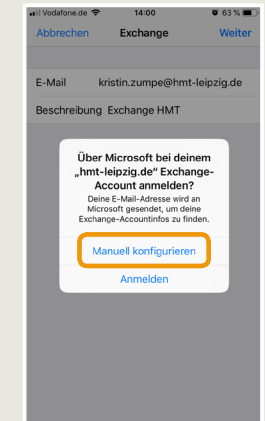 Vodafone.de 14:00 63 %
Abbrechen Exchange Weiter
E-Mail kristin.zumpe@hmt-leipzig.de
Beschreibung Exchange HMT
Über Microsoft bei deinem
„hmt-leipzig.de“ Exchange-
Account anmelden?
Deine E-Mail-Adresse wird an
Microsoft gesendet, um deine
Exchange-Accountinfos zu finden.
Manuell konfigurieren
Anmelden